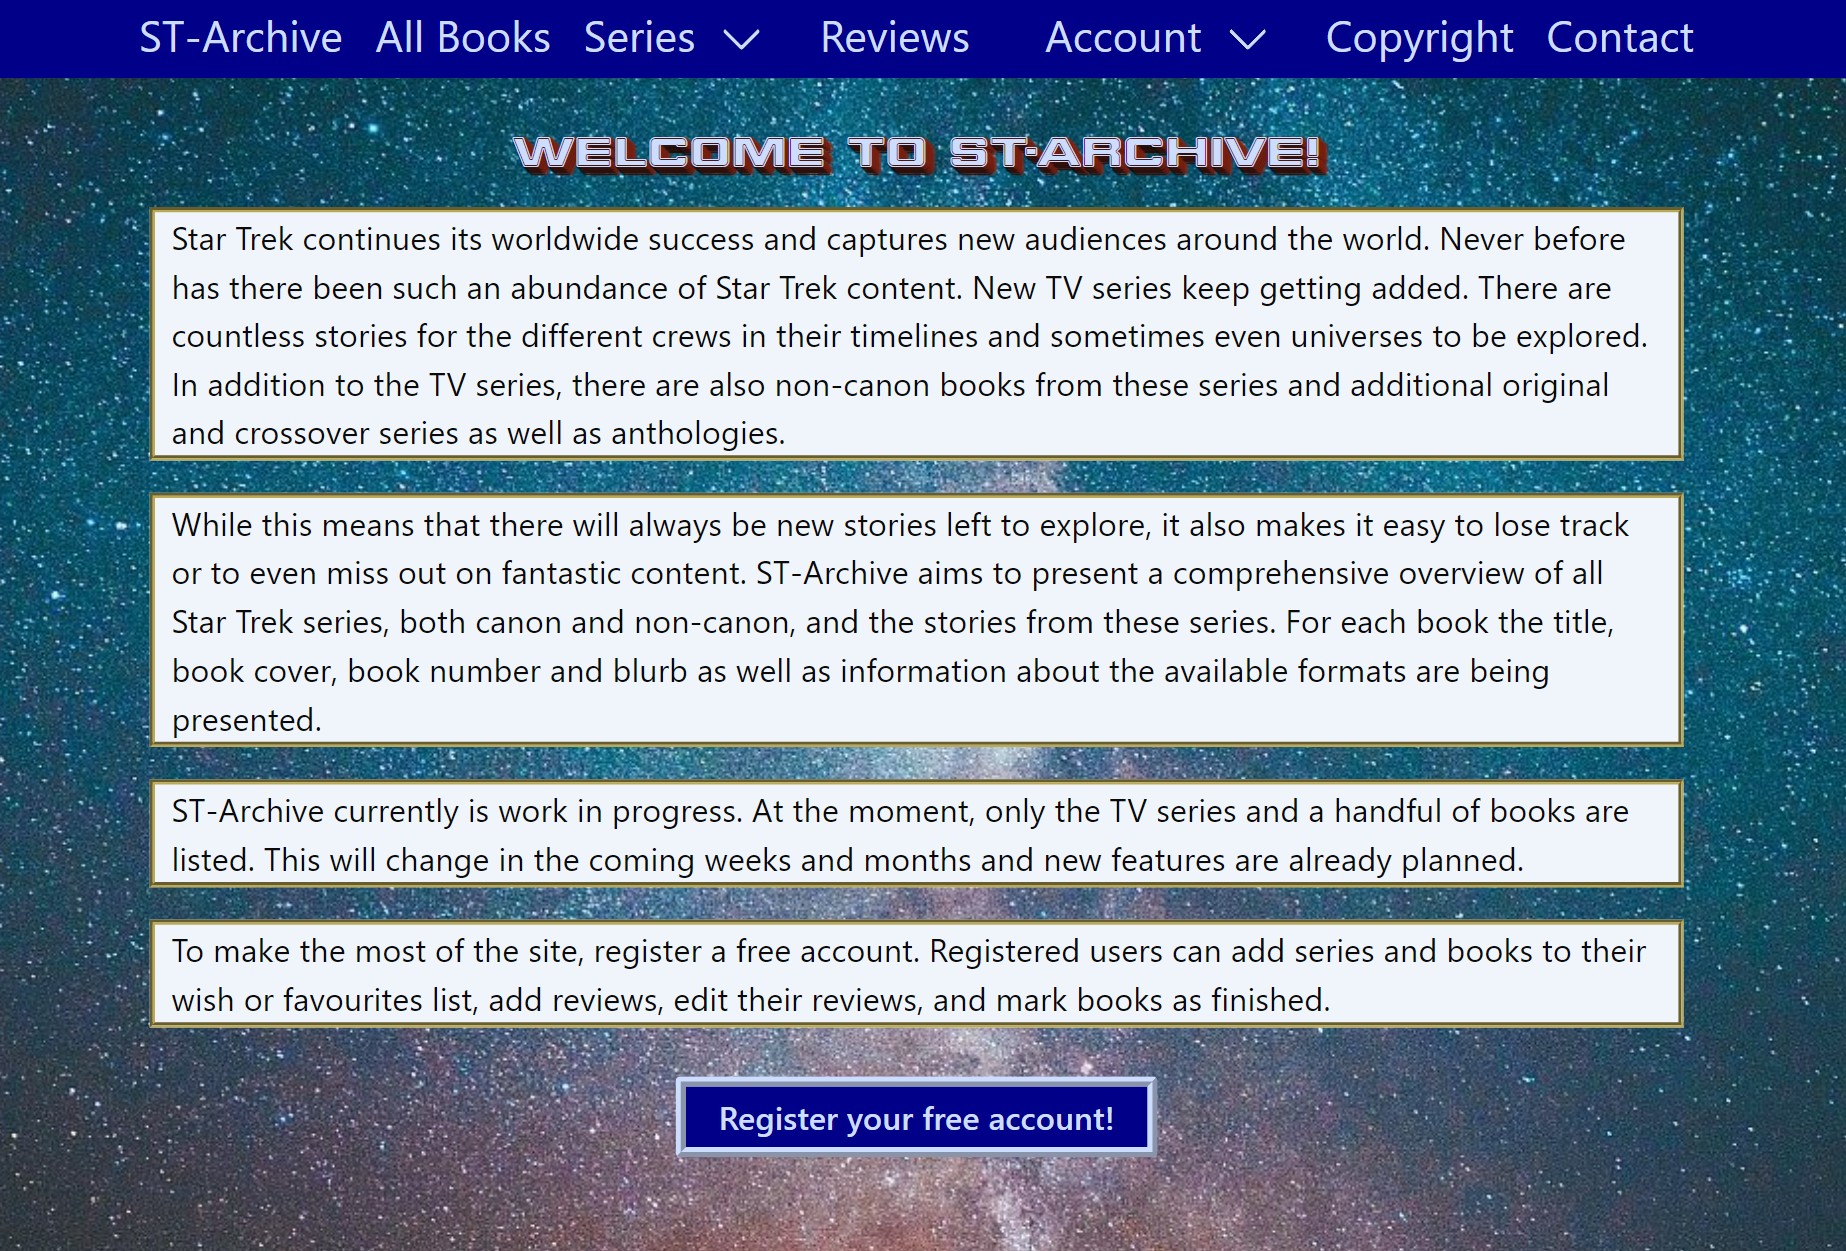 ST-Archive All Books Series Reviews Account Copyright Contact
WELCOME TO ST-ARCHIVE!
Star Trek continues its worldwide success and captures new audiences around the world. Never before
has there been such an abundance of Star Trek content. New TV series keep getting added. There are
countless stories for the different crews in their timelines and sometimes even universes to be explored.
In addition to the TV series, there are also non-canon books from these series and additional original
and crossover series as well as anthologies.
While this means that there will always be new stories left to explore, it also makes it easy to lose track
or to even miss out on fantastic content. ST-Archive aims to present a comprehensive overview of all
Star Trek series, both canon and non-canon, and the stories from these series. For each book the title,
book cover, book number and blurb as well as information about the available formats are being
presented.
ST-Archive currently is work in progress. At the moment, only the TV series and a handful of books are
listed. This will change in the coming weeks and months and new features are already planned.
To make the most of the site, register a free account. Registered users can add series and books to their
wish or favourites list, add reviews, edit their reviews, and mark books as finished.
Register your free account!